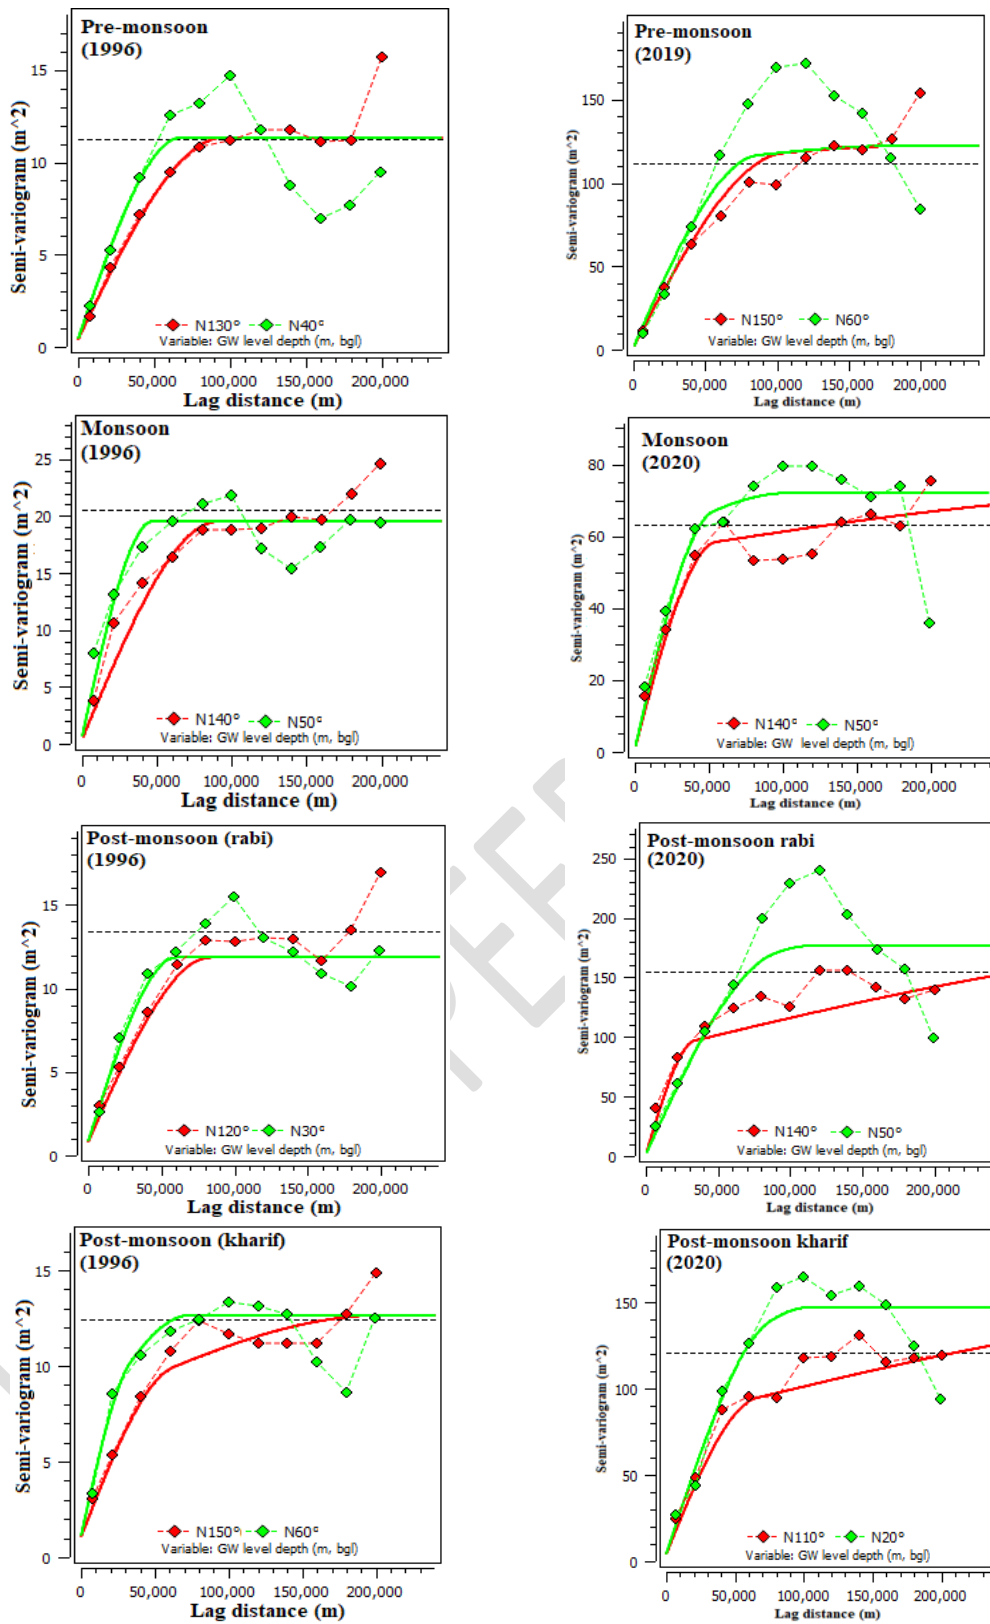 Pre-monsoon
(1996)
Semi-variogram (m^2)
15
10
5
0
N130° N40°
Variable: GW level depth (m, bgl)
0 50,000 100,000 150,000 200,000
Lag distance (m)
Pre-monsoon
(2019)
Semi-variogram (m^2)
150
100
50
0
N150° N60°
Variable: GW level depth (m, bgl)
0 50,000 100,000 150,000 200,000
Lag distance (m)
Monsoon
(1996)
Semi-variogram (m^2)
25
20
15
10
5
0
N140° N50°
Variable: GW level depth (m, bgl)
0 50,000 100,000 150,000 200,000
Lag distance (m)
Monsoon
(2020)
Semi-variogram (m^2)
80
60
40
20
0
N140° N50°
Variable: GW level depth (m, bgl)
0 50,000 100,000 150,000 200,000
Lag distance (m)
Post-monsoon (rabi)
(1996)
Semi-variogram (m^2)
15
10
5
0
N120° N30°
Variable: GW level depth (m, bgl)
0 50,000 100,000 150,000 200,000
Lag distance (m)
Post-monsoon rabi
(2020)
Semi-variogram (m^2)
250
200
150
100
50
0
N140° N50°
Variable: GW level depth (m, bgl)
0 50,000 100,000 150,000 200,000
Lag distance (m)
Post-monsoon (kharif)
(1996)
Semi-variogram (m^2)
15
10
5
0
N150° N60°
Variable: GW level depth (m, bgl)
0 50,000 100,000 150,000 200,000
Lag distance (m)
Post-monsoon kharif
(2020)
Semi-variogram (m^2)
150
100
50
0
N110° N20°
Variable: GW level depth (m, bgl)
0 50,000 100,000 150,000 200,000
Lag distance (m)